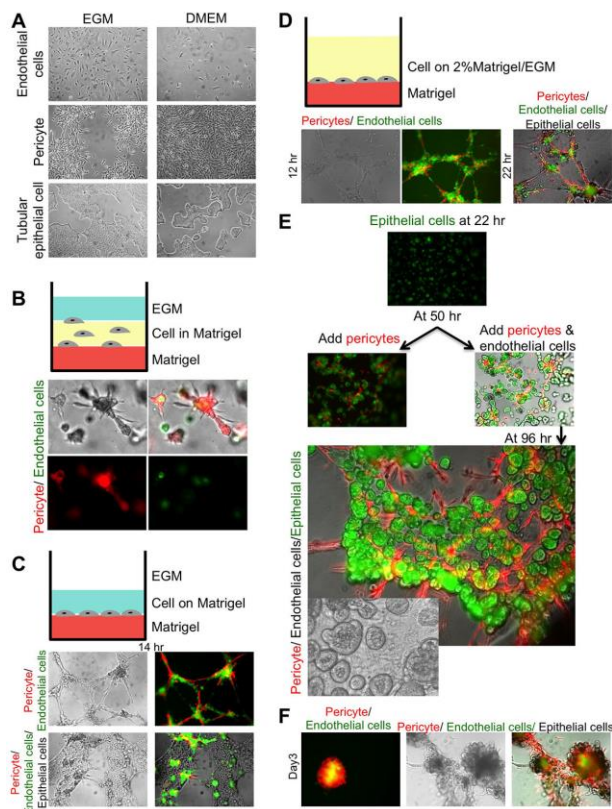 A
EGM
DMEM
Endothelial
cells
Pericyte
Tubular
epithelial cell
B
EGM
Cell in Matrigel
Matrigel
Pericyte/ Endothelial cells
C
EGM
Cell on Matrigel
Matrigel
14 hr
Pericyte/
Endothelial cells
Pericyte/
Endothelial cells/
Epithelial cells
D
Cell on 2%Matrigel/EGM
Matrigel
Pericytes/ Endothelial cells
12 hr
Pericytes/
Endothelial cells/
Epithelial cells
22 hr
E
Epithelial cells at 22 hr
At 50 hr
Add pericytes
Add pericytes &
endothelial cells
At 96 hr
Pericyte/ Endothelial cells/Epithelial cells
F
Pericyte/
Endothelial cells
Pericyte/ Endothelial cells/ Epithelial cells
Day3